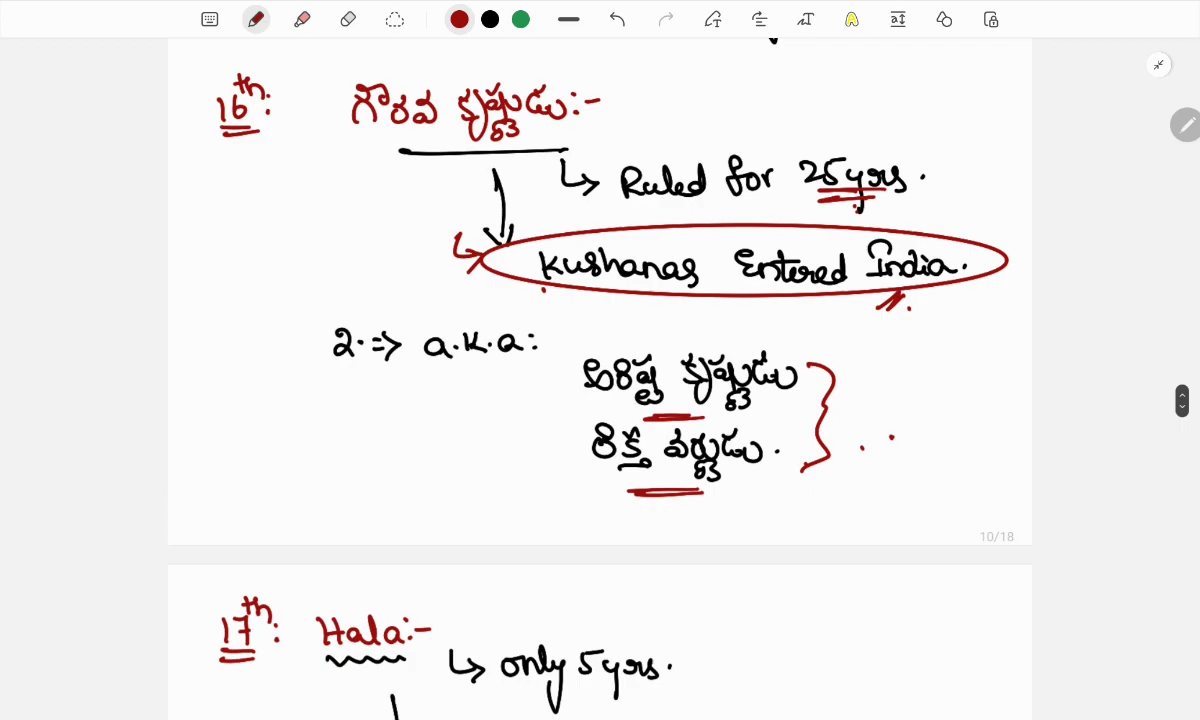 16th: గౌరవ కృష్ణుడు:-
↳ Ruled for 25yrs.
Kushanas Entered India.
2. => a.k.a:
కృష్ణుడు
రిక్త వర్ణుడు.
10/18
17th: Hala:-
↳ only 5yrs.